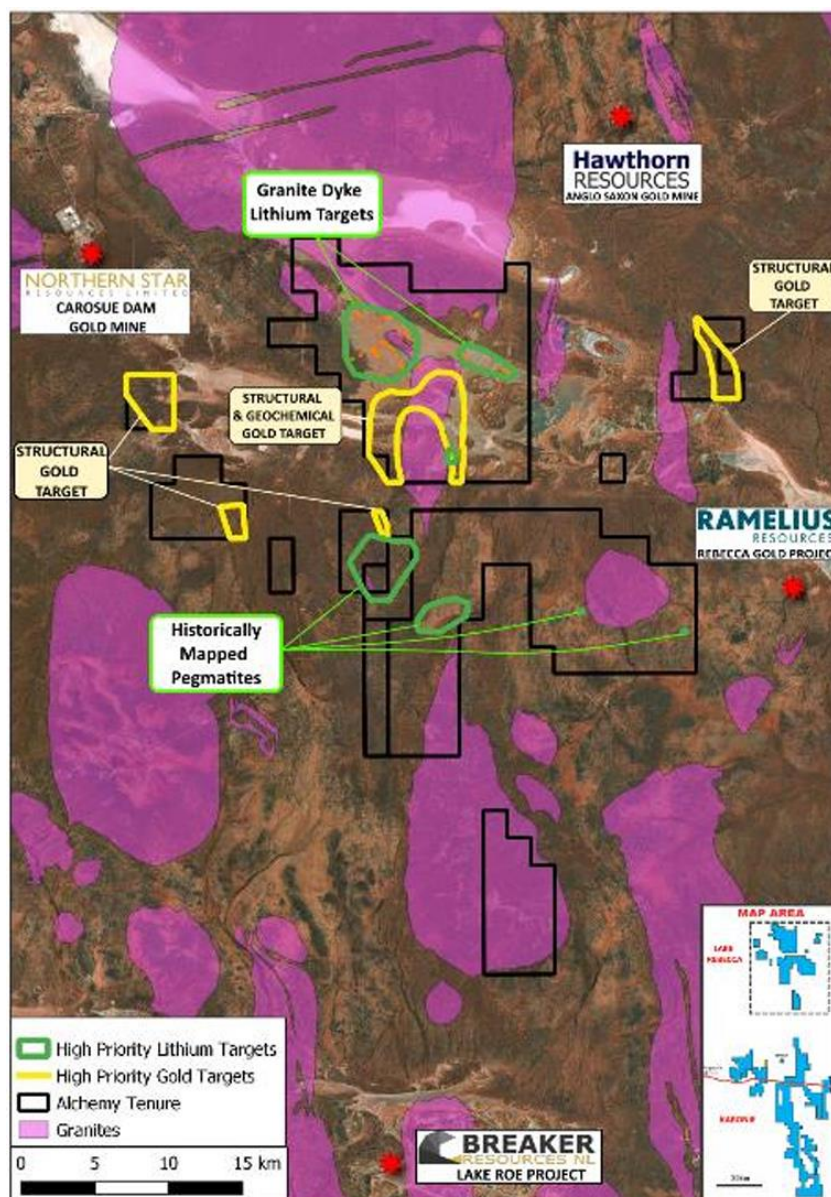 Granite Dyke
Lithium Targets
Hawthorn
RESOURCES
ANGLO SAXON GOLD MINE
NORTHERN STAR
RESOURCES LIMITED
CAROSUE DAM
GOLD MINE
STRUCTURAL
GOLD
TARGET
STRUCTURAL
& GEOCHEMICAL
GOLD TARGET
STRUCTURAL
GOLD
TARGET
RAMELIUS
RESOURCES
REBECCA GOLD PROJECT
Historically
Mapped
Pegmatites
MAP AREA
LAKE
REBECCA
KARONIE
High Priority Lithium Targets
High Priority Gold Targets
Alchemy Tenure
Granites
0 5 10 15 km
BREAKER
RESOURCES NL
LAKE ROE PROJECT